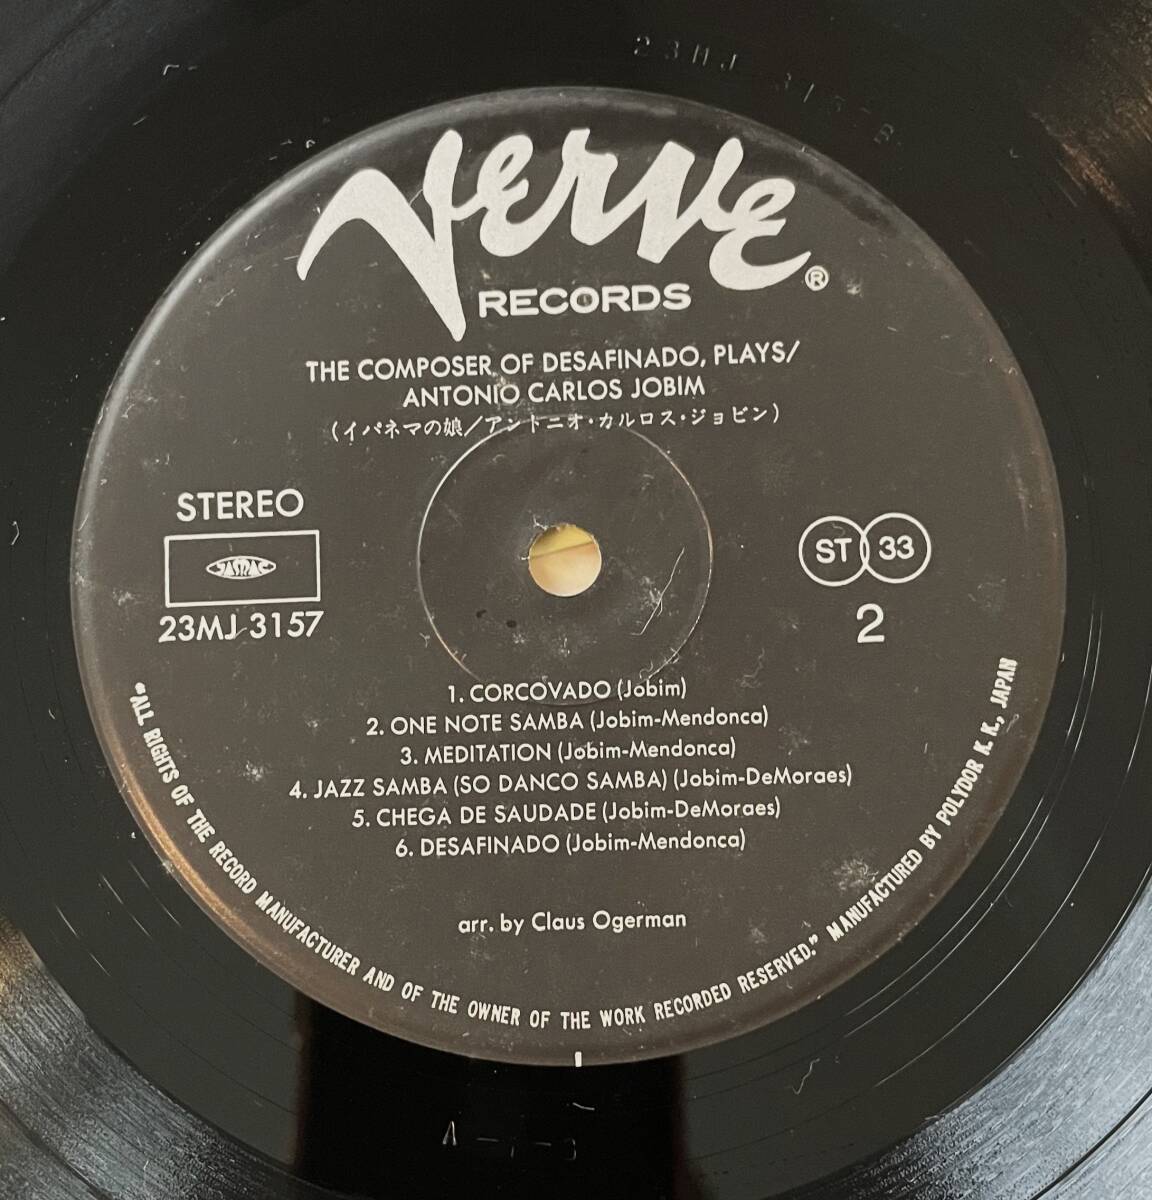 23MJ 3157 B
VERVE
®
RECORDS
THE COMPOSER OF DESAFINADO, PLAYS/
ANTONIO CARLOS JOBIM
(イパネマの娘/アントニオ・カルロス・ジョビン)
STEREO
JASRAC
23MJ 3157
ST 33
2
1. CORCOVADO (Jobim)
2. ONE NOTE SAMBA (Jobim-Mendonca)
3. MEDITATION (Jobim-Mendonca)
4. JAZZ SAMBA (SO DANCO SAMBA) (Jobim-DeMoraes)
5. CHEGA DE SAUDADE (Jobim-DeMoraes)
6. DESAFINADO (Jobim-Mendonca)
arr. by Claus Ogerman
"ALL RIGHTS OF THE RECORD MANUFACTURER AND OF THE OWNER OF THE WORK RECORDED RESERVED." MANUFACTURED BY POLYDOR K. K., JAPAN